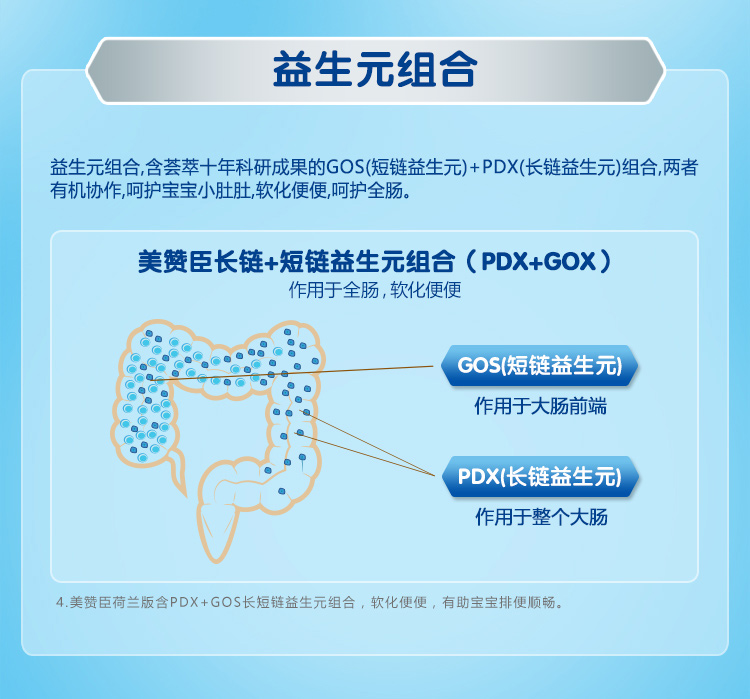 益生元组合
益生元组合,含荟萃十年科研成果的GOS(短链益生元)+PDX(长链益生元)组合,两者
有机协作,呵护宝宝小肚肚,软化便便,呵护全肠。
美赞臣长链+短链益生元组合（PDX+GOX）
作用于全肠,软化便便
GOS(短链益生元)
作用于大肠前端
PDX(长链益生元)
作用于整个大肠
4.美赞臣荷兰版含PDX+GOS长短链益生元组合，软化便便，有助宝宝排便顺畅。